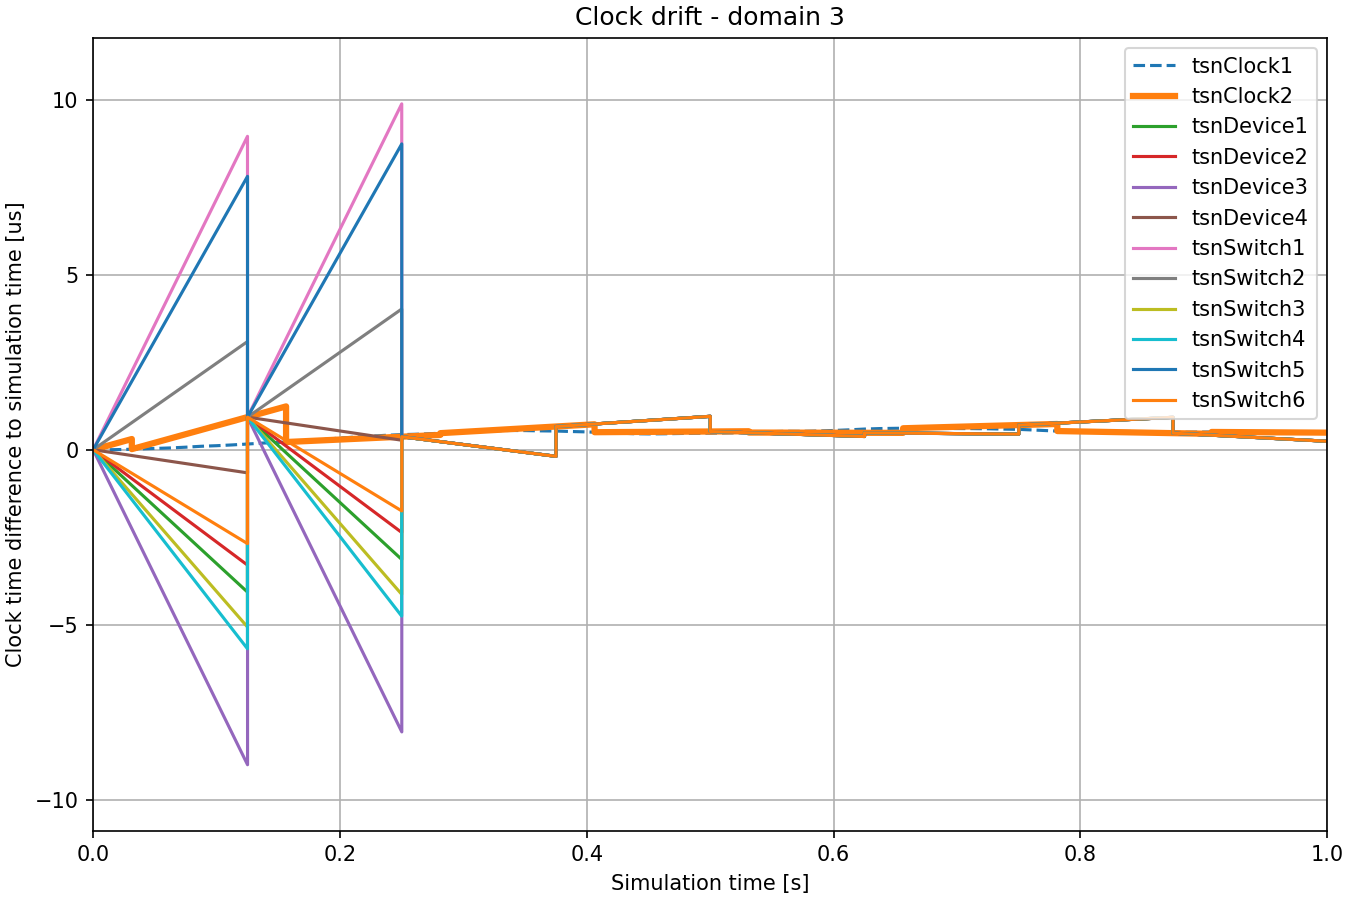 Clock drift - domain 3
Clock time difference to simulation time [us]
10
5
0
−5
−10
0.0
0.2
0.4
0.6
0.8
1.0
Simulation time [s]
tsnClock1
tsnClock2
tsnDevice1
tsnDevice2
tsnDevice3
tsnDevice4
tsnSwitch1
tsnSwitch2
tsnSwitch3
tsnSwitch4
tsnSwitch5
tsnSwitch6